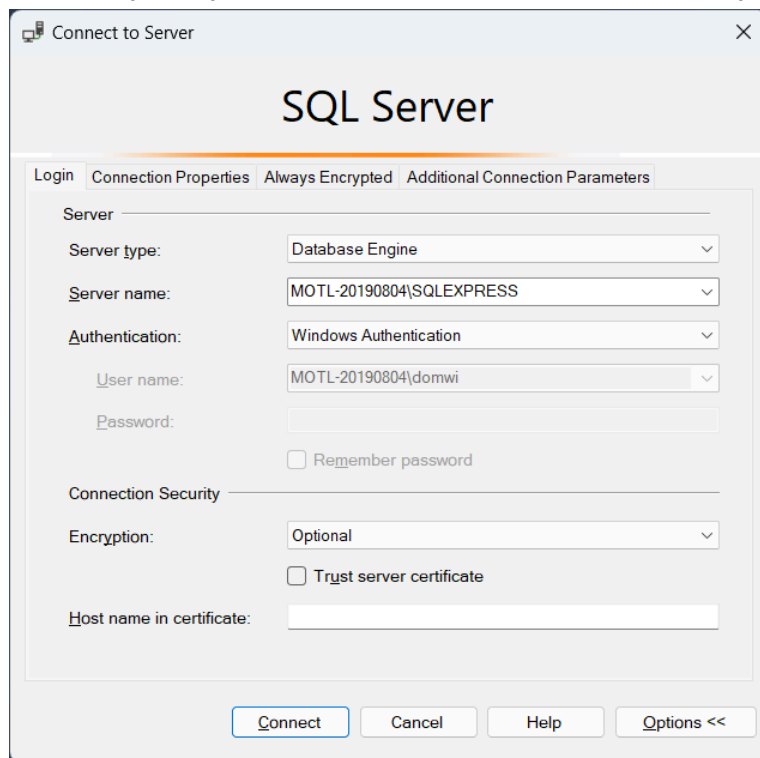 Connect to Server
SQL Server
Login Connection Properties Always Encrypted Additional Connection Parameters
Server
Server type: Database Engine
Server name: MOTL-20190804\SQLEXPRESS
Authentication: Windows Authentication
User name: MOTL-20190804\domwi
Password:
Remember password
Connection Security
Encryption: Optional
Trust server certificate
Host name in certificate:
Connect Cancel Help Options <<